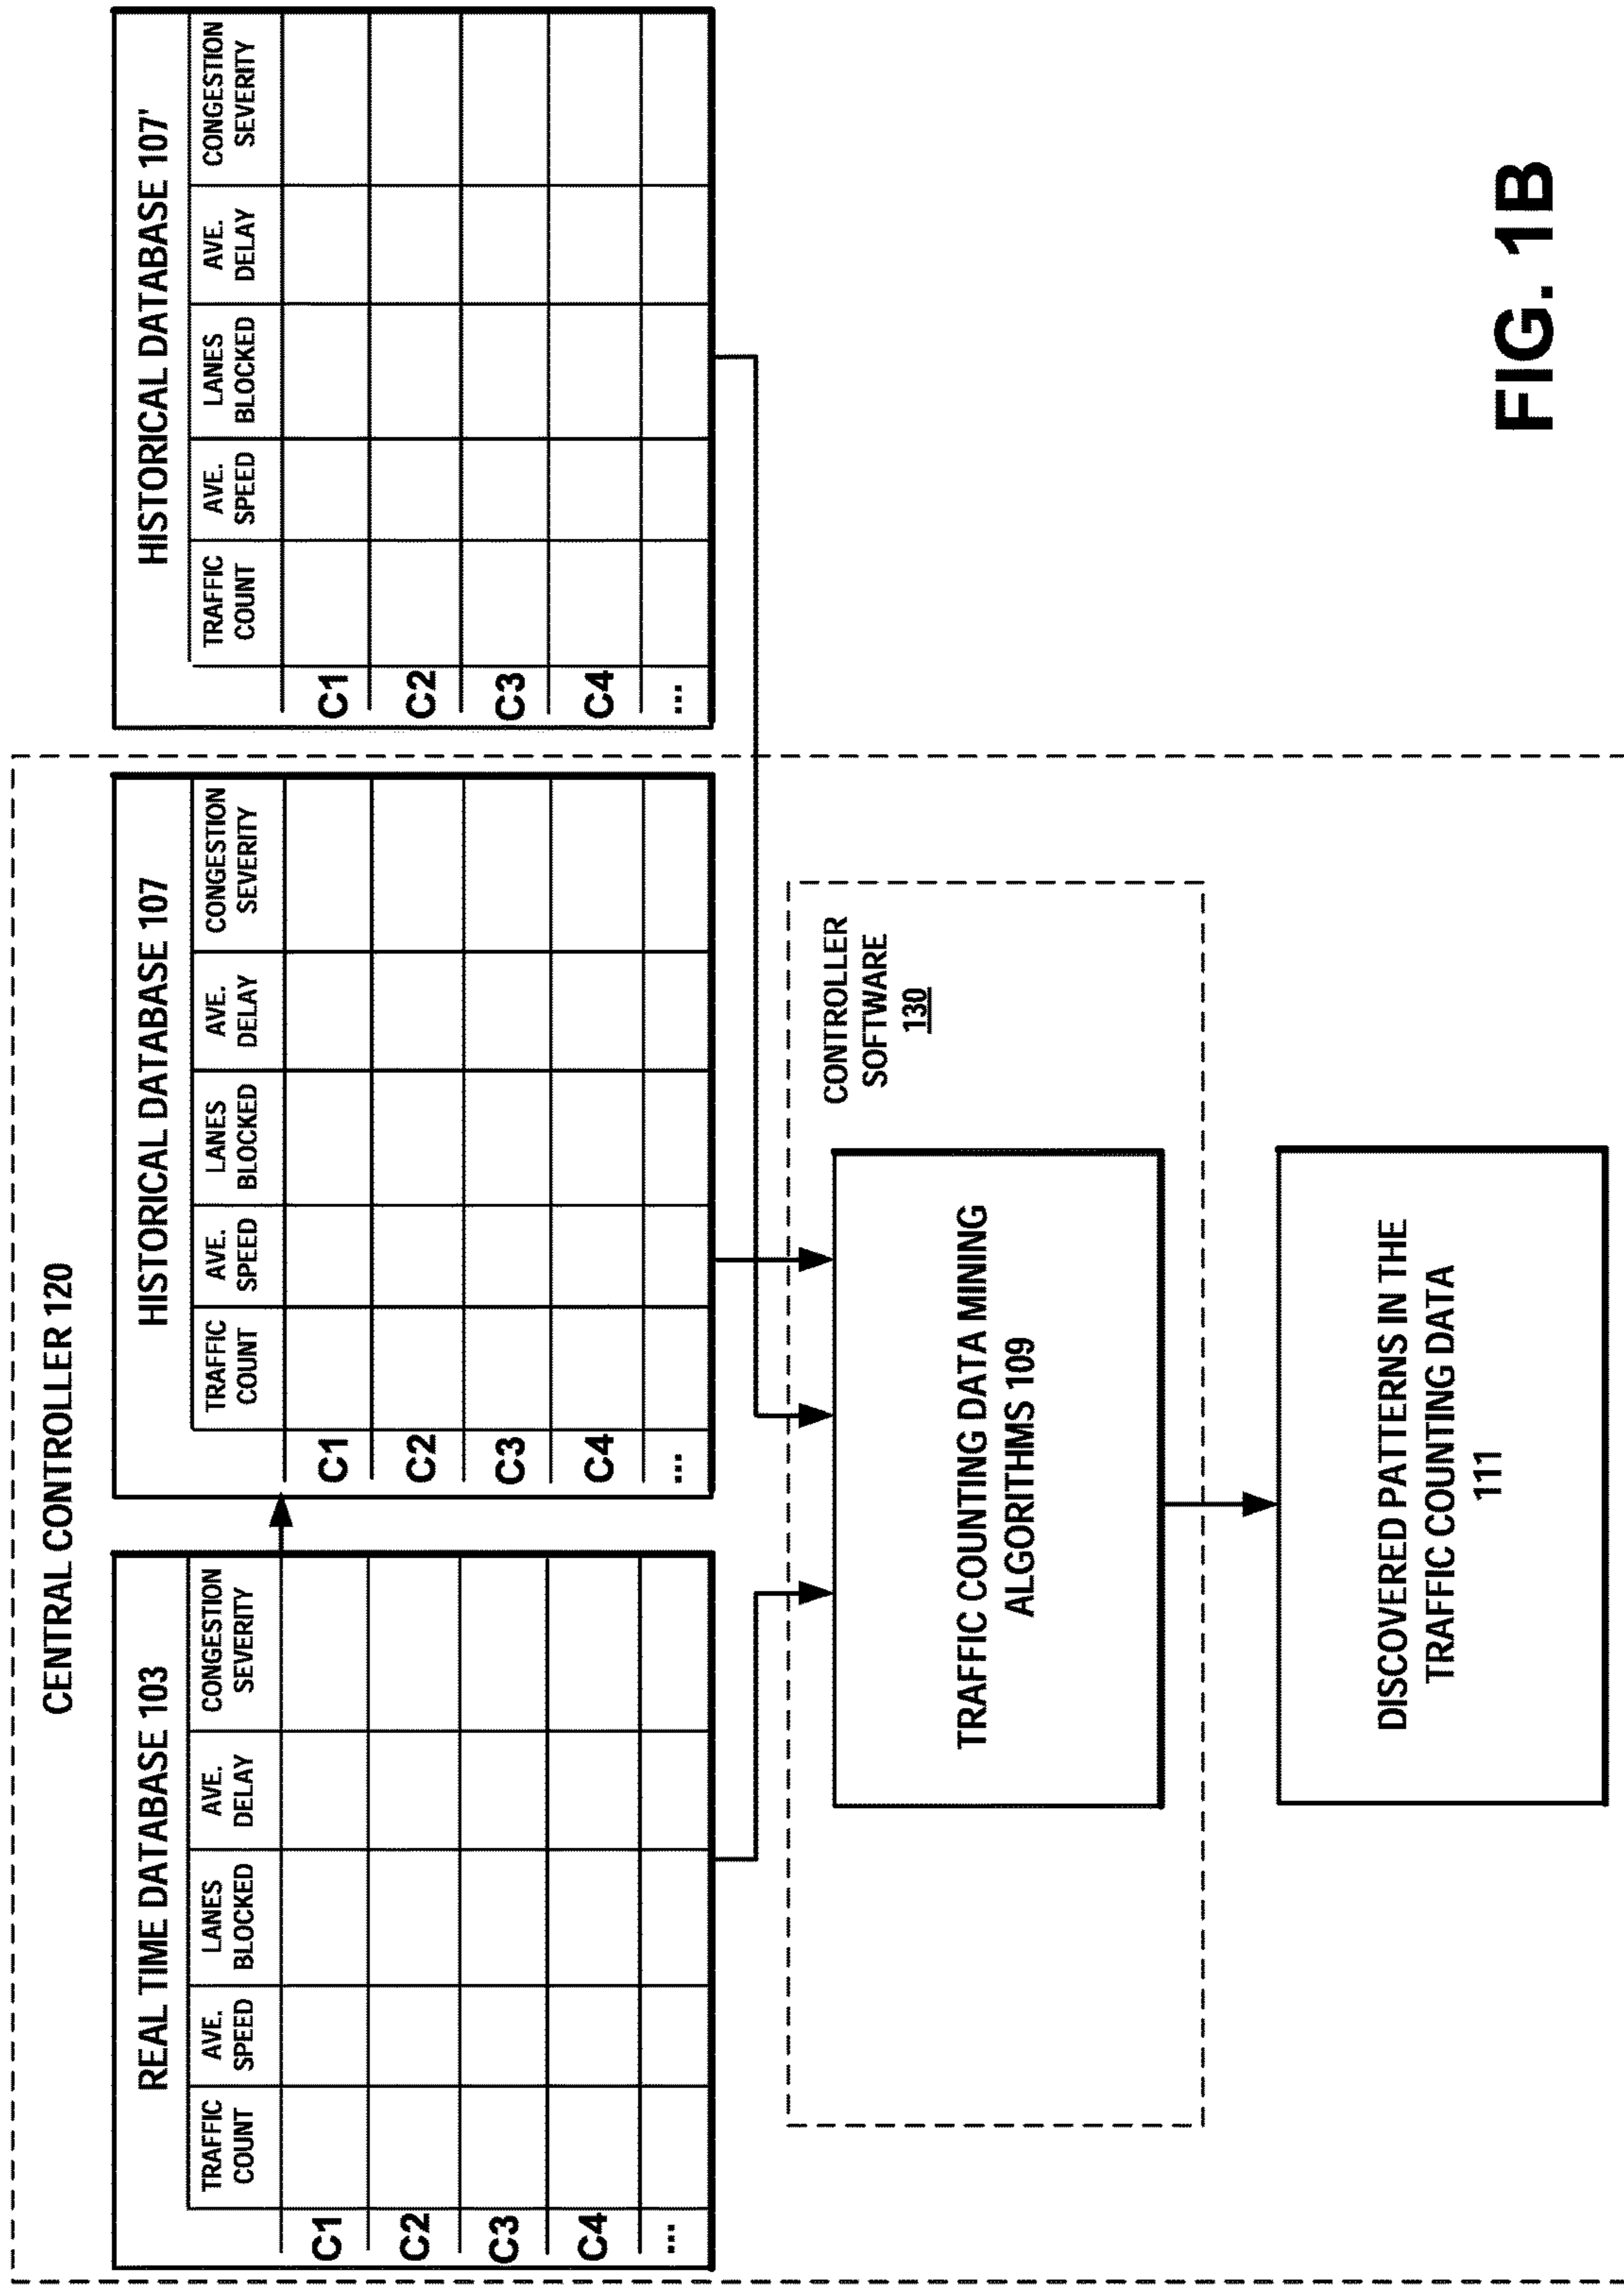 CENTRAL CONTROLLER 120
REAL TIME DATABASE 103
TRAFFIC
COUNT
AVE.
SPEED
LANES
BLOCKED
AVE.
DELAY
CONGESTION
SEVERITY
C1
C2
C3
C4
...
HISTORICAL DATABASE 107
TRAFFIC
COUNT
AVE.
SPEED
LANES
BLOCKED
AVE.
DELAY
CONGESTION
SEVERITY
C1
C2
C3
C4
...
HISTORICAL DATABASE 107'
TRAFFIC
COUNT
AVE.
SPEED
LANES
BLOCKED
AVE.
DELAY
CONGESTION
SEVERITY
C1
C2
C3
C4
...
CONTROLLER
SOFTWARE
130
TRAFFIC COUNTING DATA MINING
ALGORITHMS 109
DISCOVERED PATTERNS IN THE
TRAFFIC COUNTING DATA
111
FIG. 1B